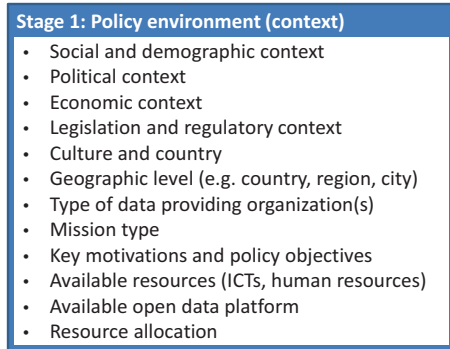 Stage 1: Policy environment (context)
• Social and demographic context
• Political context
• Economic context
• Legislation and regulatory context
• Culture and country
• Geographic level (e.g. country, region, city)
• Type of data providing organization(s)
• Mission type
• Key motivations and policy objectives
• Available resources (ICTs, human resources)
• Available open data platform
• Resource allocation